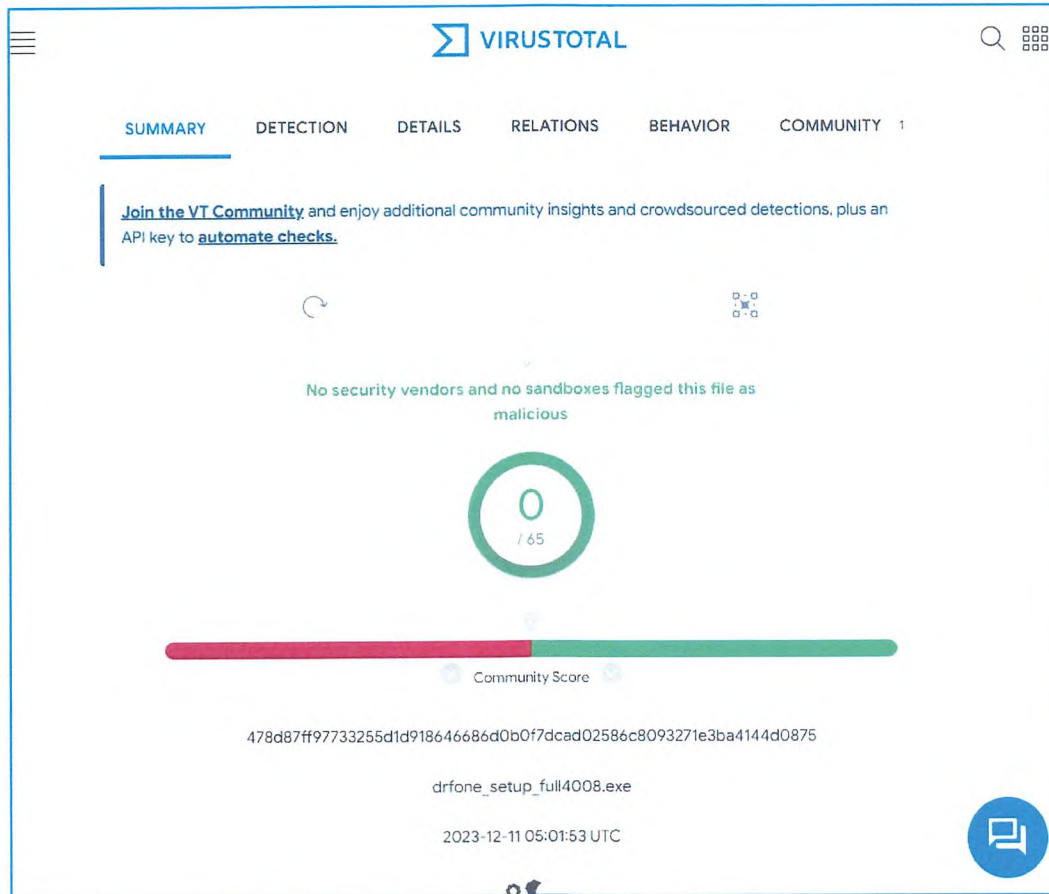 VIRUSTOTAL
SUMMARY DETECTION DETAILS RELATIONS BEHAVIOR COMMUNITY 1
Join the VT Community and enjoy additional community insights and crowdsourced detections, plus an
API key to automate checks.
No security vendors and no sandboxes flagged this file as
malicious
0
/ 65
Community Score
478d87ff97733255d1d918646686d0b0f7dcad02586c8093271e3ba4144d0875
drfone_setup_full4008.exe
2023-12-11 05:01:53 UTC